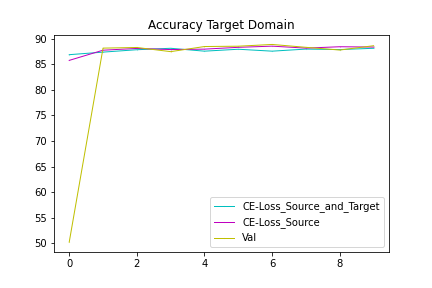 Accuracy Target Domain
90
85
80
75
70
65
60
55
50
0 2 4 6 8
CE-Loss_Source_and_Target
CE-Loss_Source
Val